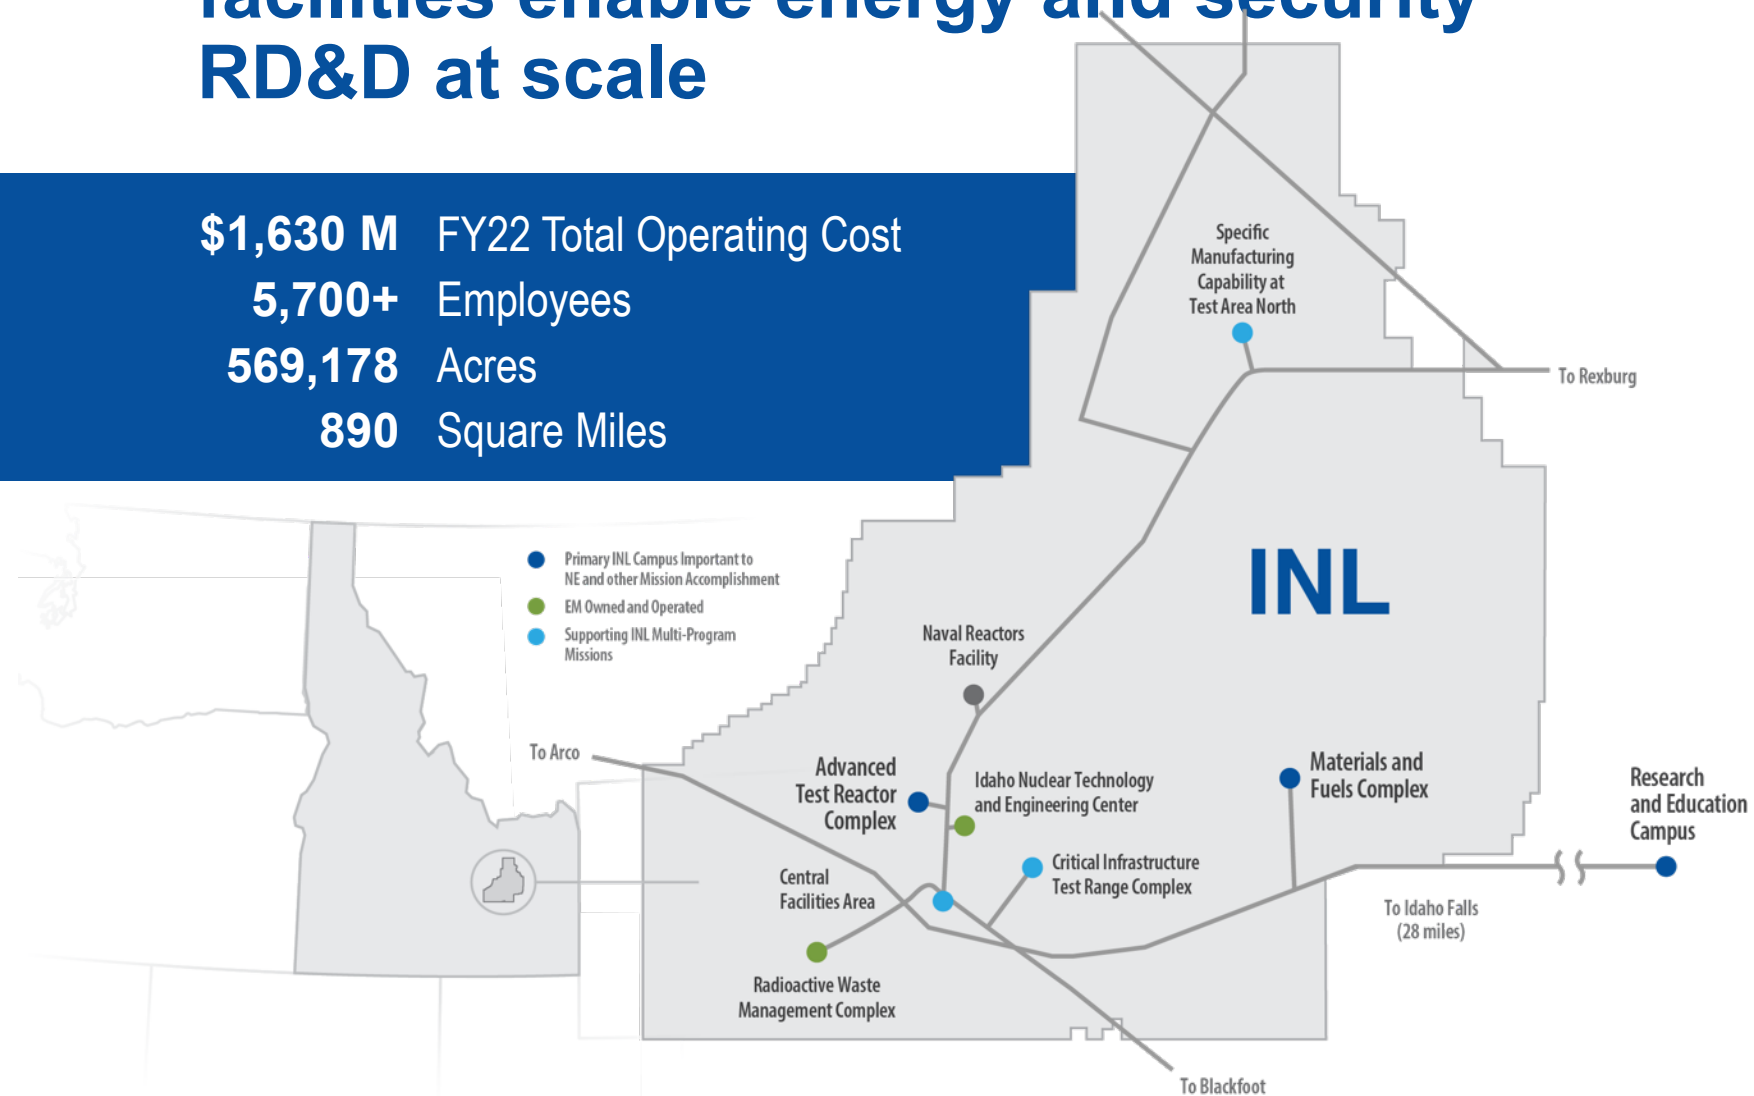 facilities enable energy and security
RD&D at scale
$1,630 M FY22 Total Operating Cost
5,700+ Employees
569,178 Acres
890 Square Miles
Primary INL Campus Important to
NE and other Mission Accomplishment
EM Owned and Operated
Supporting INL Multi-Program
Missions
Specific
Manufacturing
Capability at
Test Area North
To Rexburg
INL
Naval Reactors
Facility
To Arco
Advanced
Test Reactor
Complex
Idaho Nuclear Technology
and Engineering Center
Materials and
Fuels Complex
Research
and Education
Campus
Critical Infrastructure
Test Range Complex
Central
Facilities Area
To Idaho Falls
(28 miles)
Radioactive Waste
Management Complex
To Blackfoot